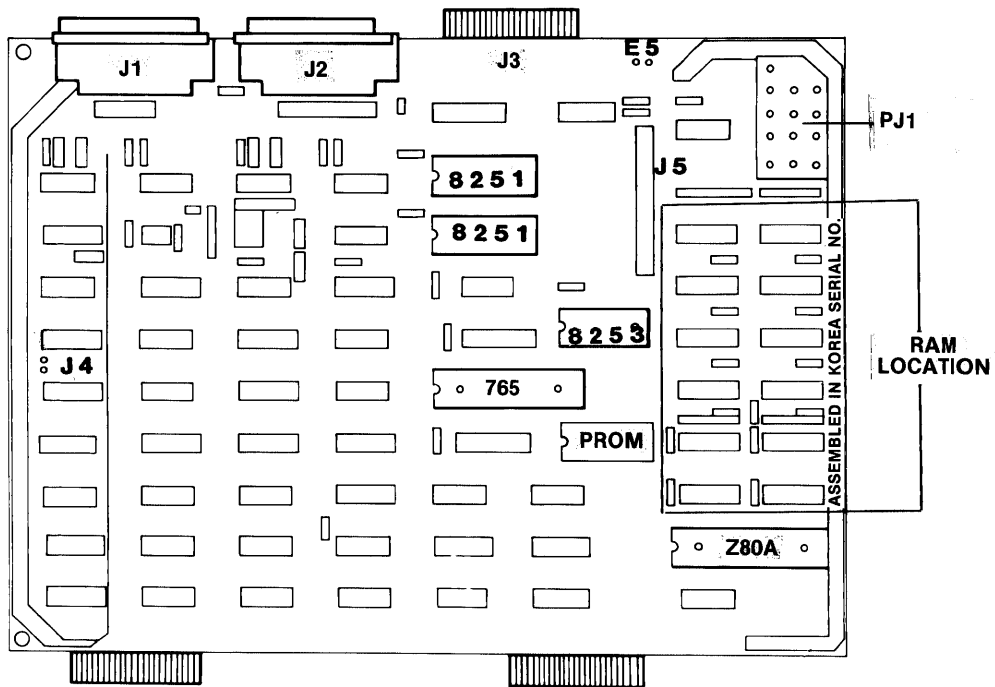 J1
J2
J3
E5
PJ1
J5
8251
8251
8253
ASSEMBLED IN KOREA SERIAL NO.
RAM
LOCATION
J4
765
PROM
Z80A